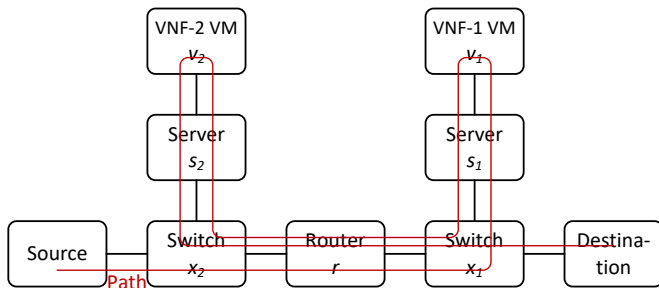 VNF-2 VM
v2
VNF-1 VM
v1
Server
s2
Server
s1
Source
Switch
x2
Router
r
Switch
x1
Destina-
tion
Path